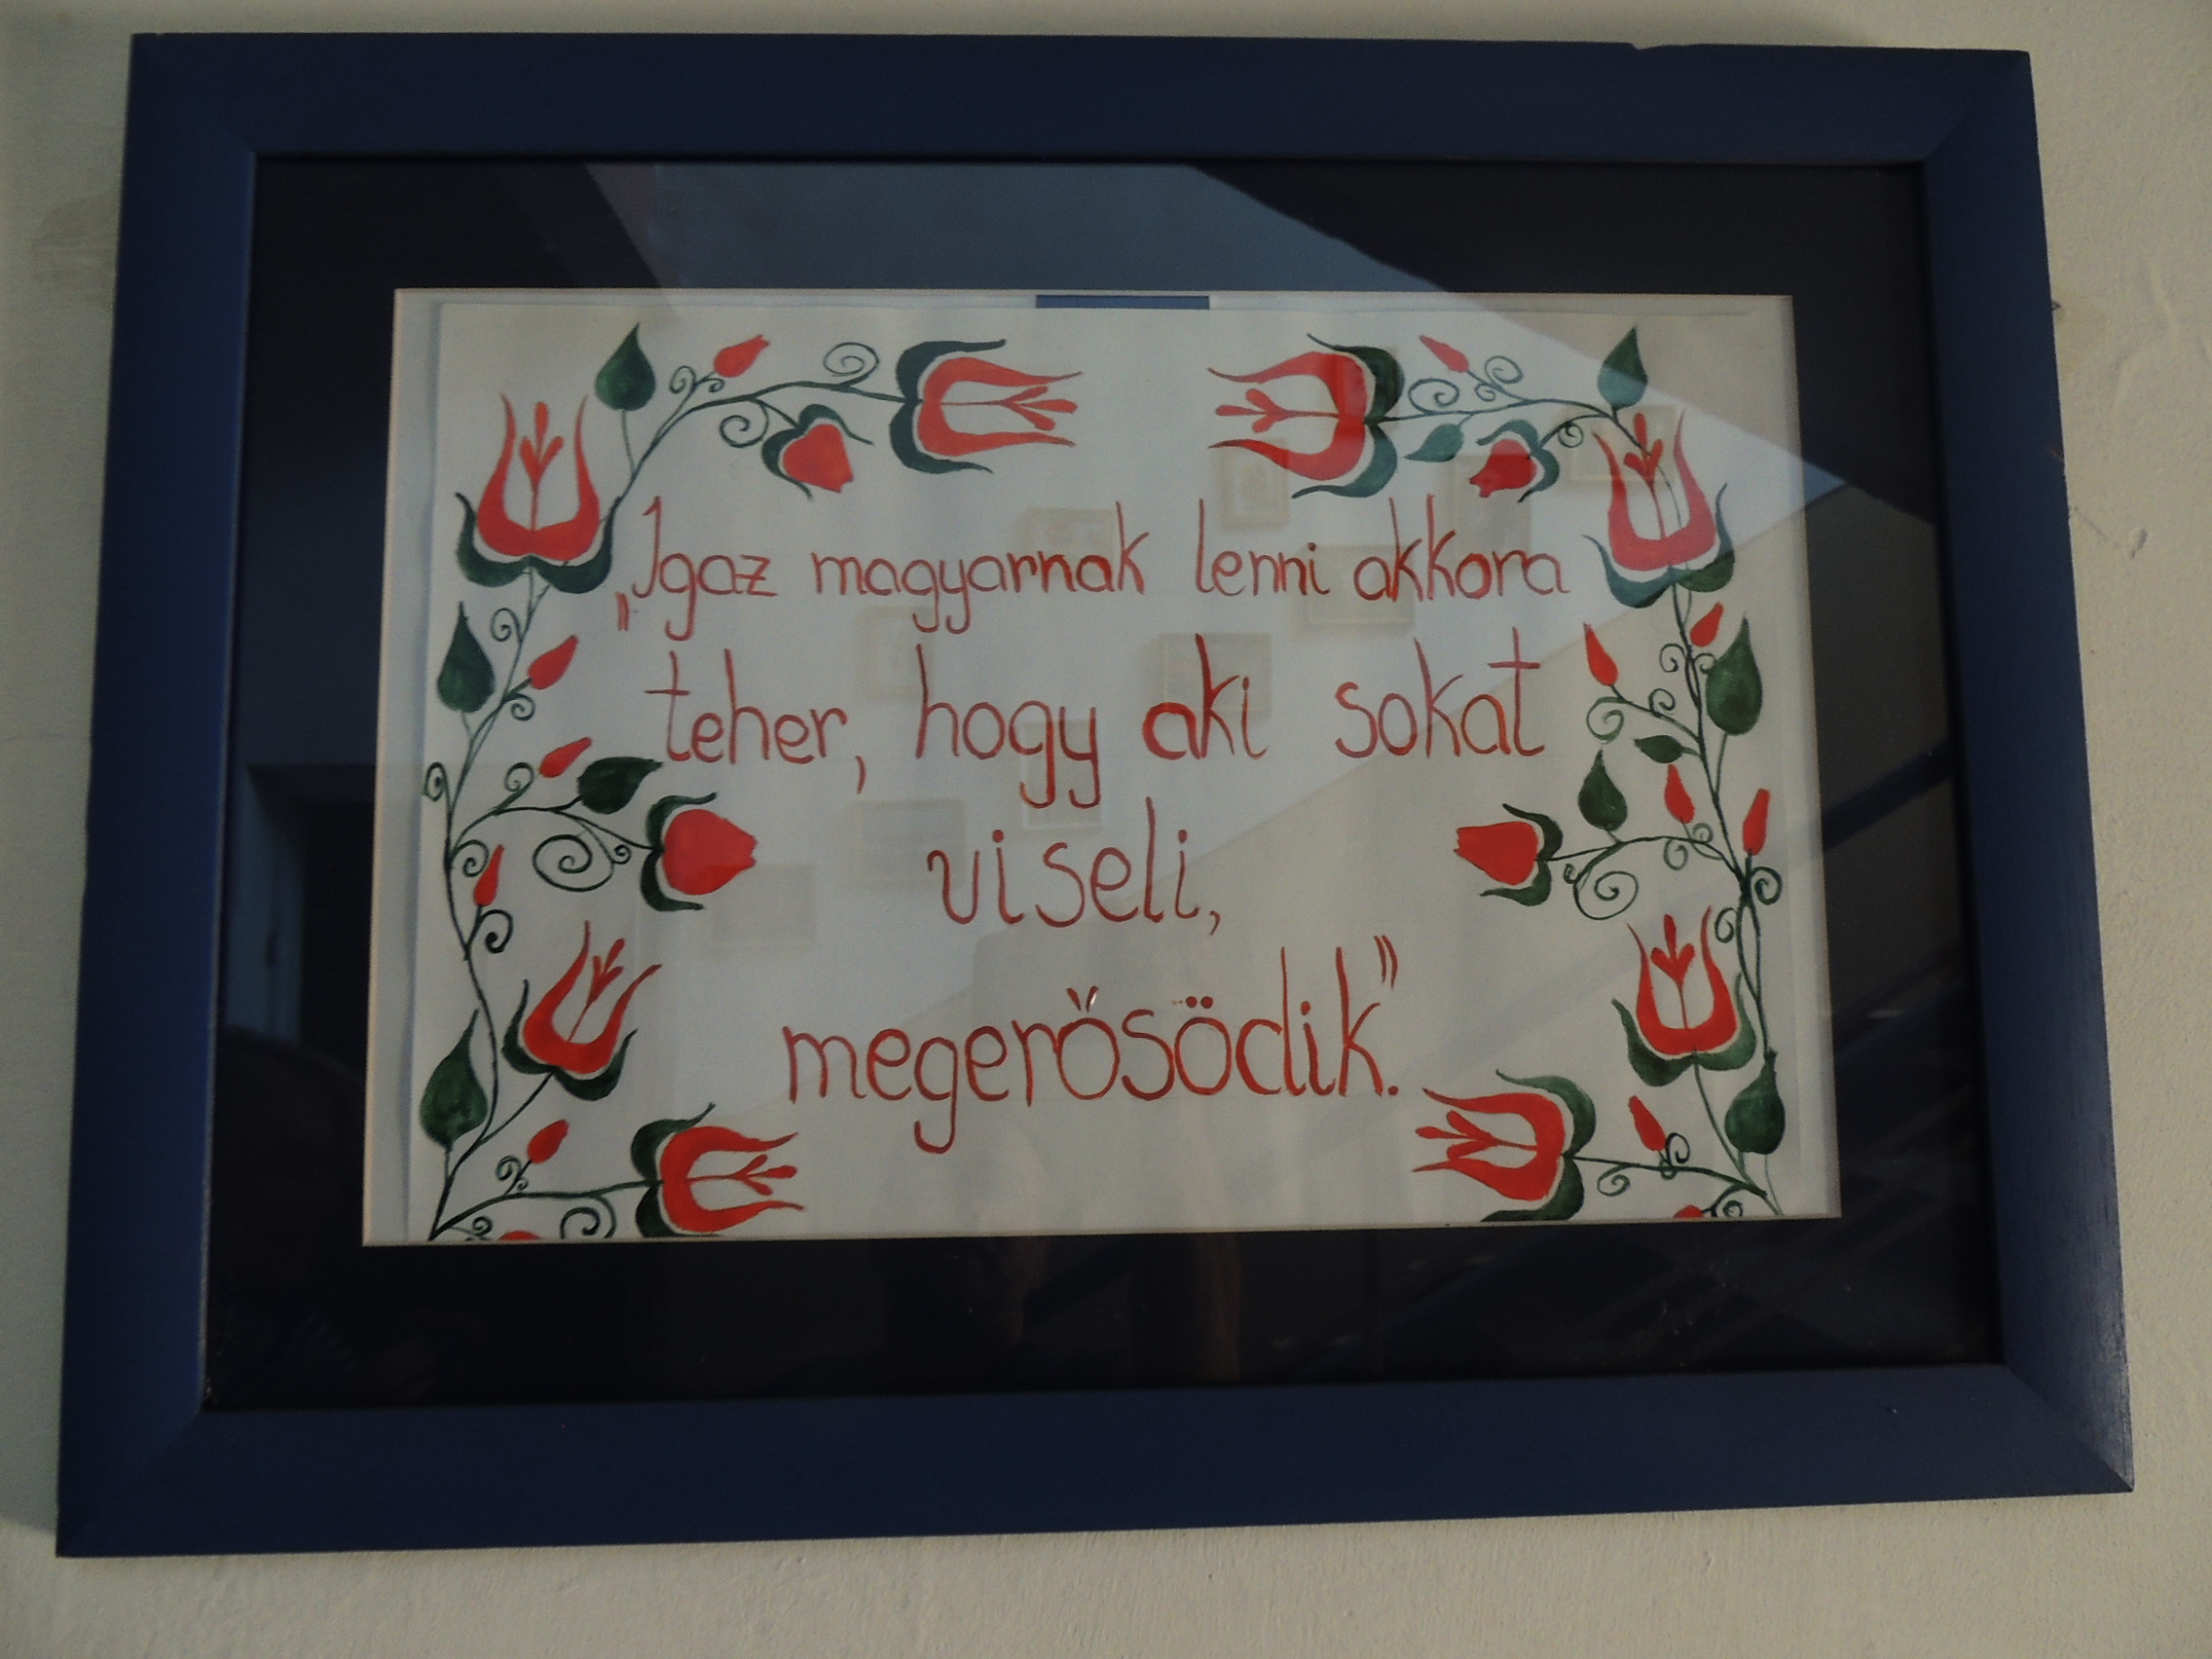 „Igaz magyarnak lenni akkora
teher, hogy aki sokat
viseli,
megerősödik”.